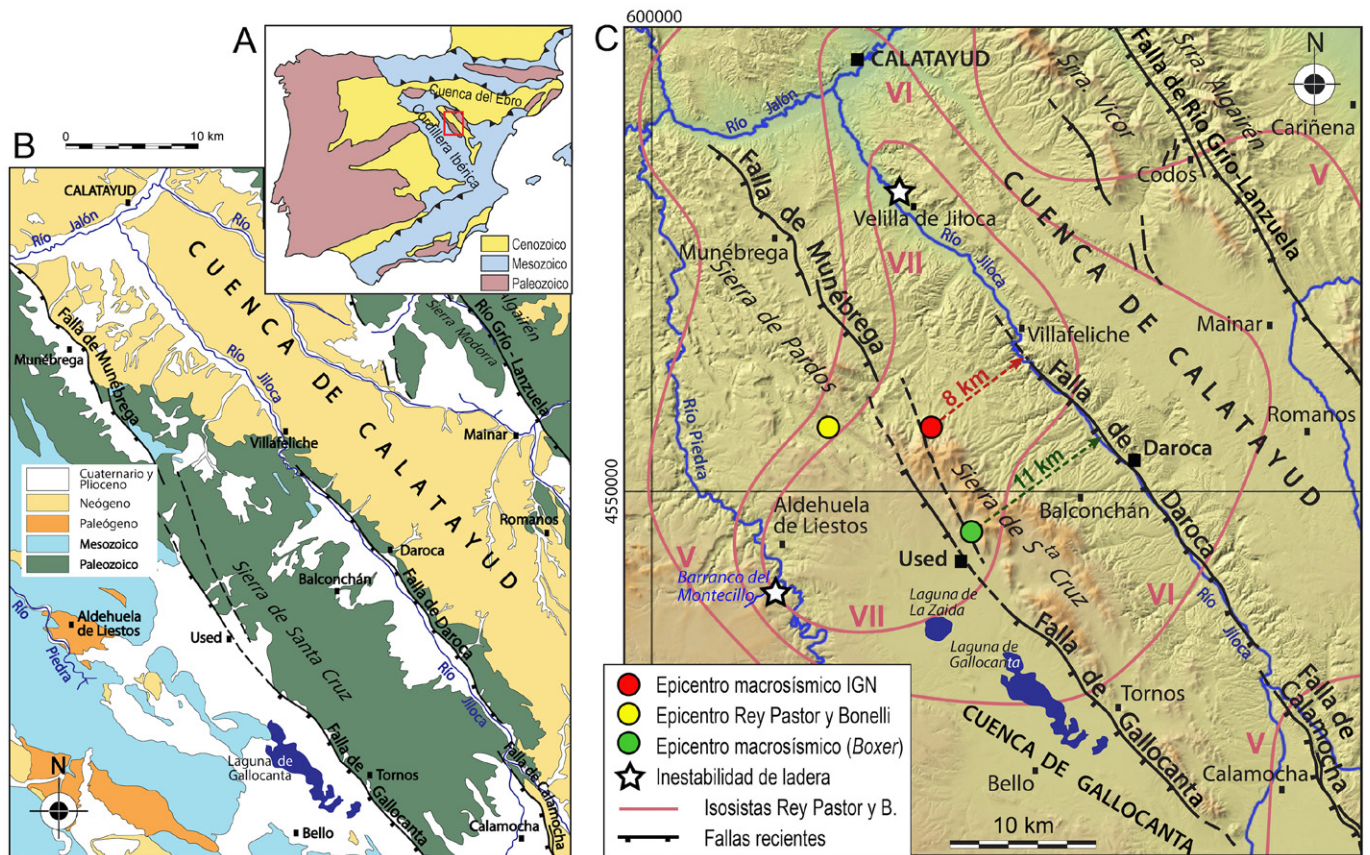 A
Cuenca del Ebro
Cordillera Ibérica
Cenozoico
Mesozoico
Paleozoico
B
0 10 km
CALATAYUD
Río Jalón
CUENCA DE CALATAYUD
Algairén
Sierra Modorra
Río Grío-Lanzuela
Falla de Munébrega
Munébrega
Río Jiloca
Villafeliche
Mainar
Cuaternario y
Plioceno
Neógeno
Paleógeno
Mesozoico
Paleozoico
Romanos
Daroca
Balconchán
Falla de Daroca
Sierra de Santa Cruz
Río
Piedra
Aldehuela
de Liestos
Used
Río
Jiloca
Laguna de
Gallocanta
Falla de
Gallocanta
Tornos
Falla de Calamocha
N
Bello
Calamocha
C
600000
4550000
N
CALATAYUD
Río Jalón
VI
Sirra Vicor
Srra Algairén
Falla de Río Grío-Lanzuela
Cariñena
Codos
V
Velilla de Jiloca
Falla de Munébrega
Munébrega
Sierra de Pardos
VII
Río Jiloca
CUENCA DE CALATAYUD
Villafeliche
Mainar
Río Piedra
8 km
Romanos
Falla de Daroca
Daroca
11 km
Balconchán
Sierra de Sta Cruz
Aldehuela
de Liestos
V
Used
Barranco del
Montecillo
VII
Laguna de
La Zaida
Laguna de
Gallocanta
VI
Río Jiloca
Falla de Gallocanta
Tornos
Falla de
Calamocha
V
CUENCA DE GALLOCANTA
Bello
Calamocha
10 km
Epicentro macrosísmico IGN
Epicentro Rey Pastor y Bonelli
Epicentro macrosísmico (Boxer)
Inestabilidad de ladera
Isosistas Rey Pastor y B.
Fallas recientes